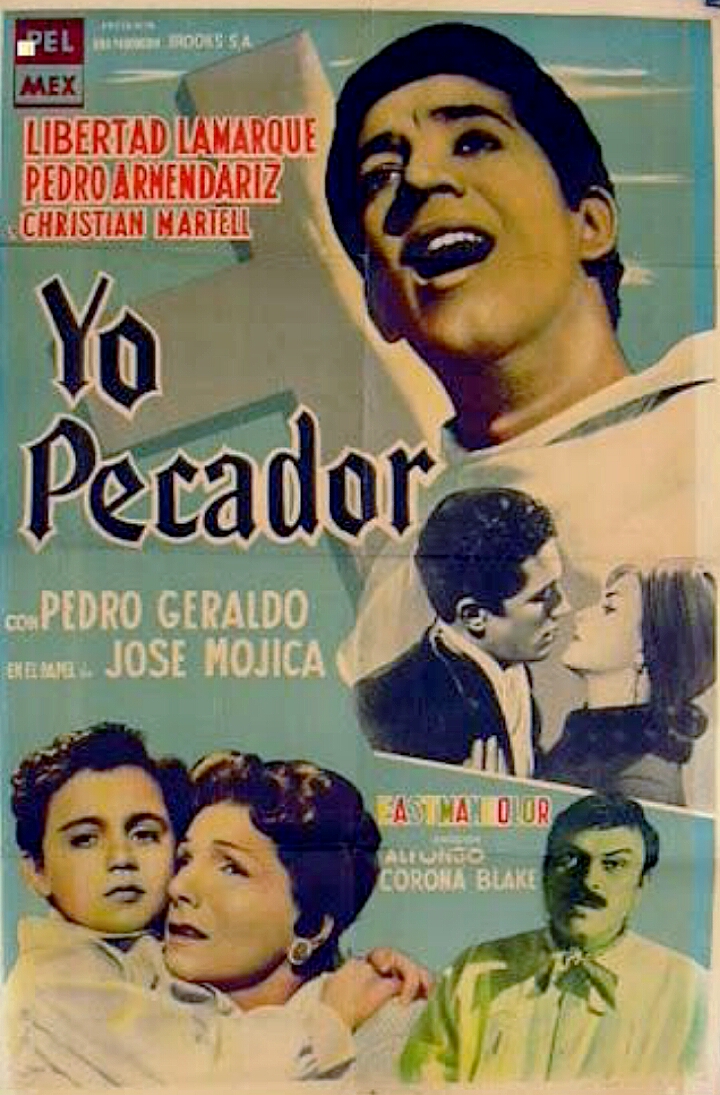 PEL
MEX
BROOKS S.A.
LIBERTAD LAMARQUE
PEDRO ARMENDARIZ
CHRISTIAN MARTELL
Yo
Pecador
CON PEDRO GERALDO
EN EL PAPEL de JOSE MOJICA
EASTMANCOLOR
ALFONSO
CORONA BLAKE